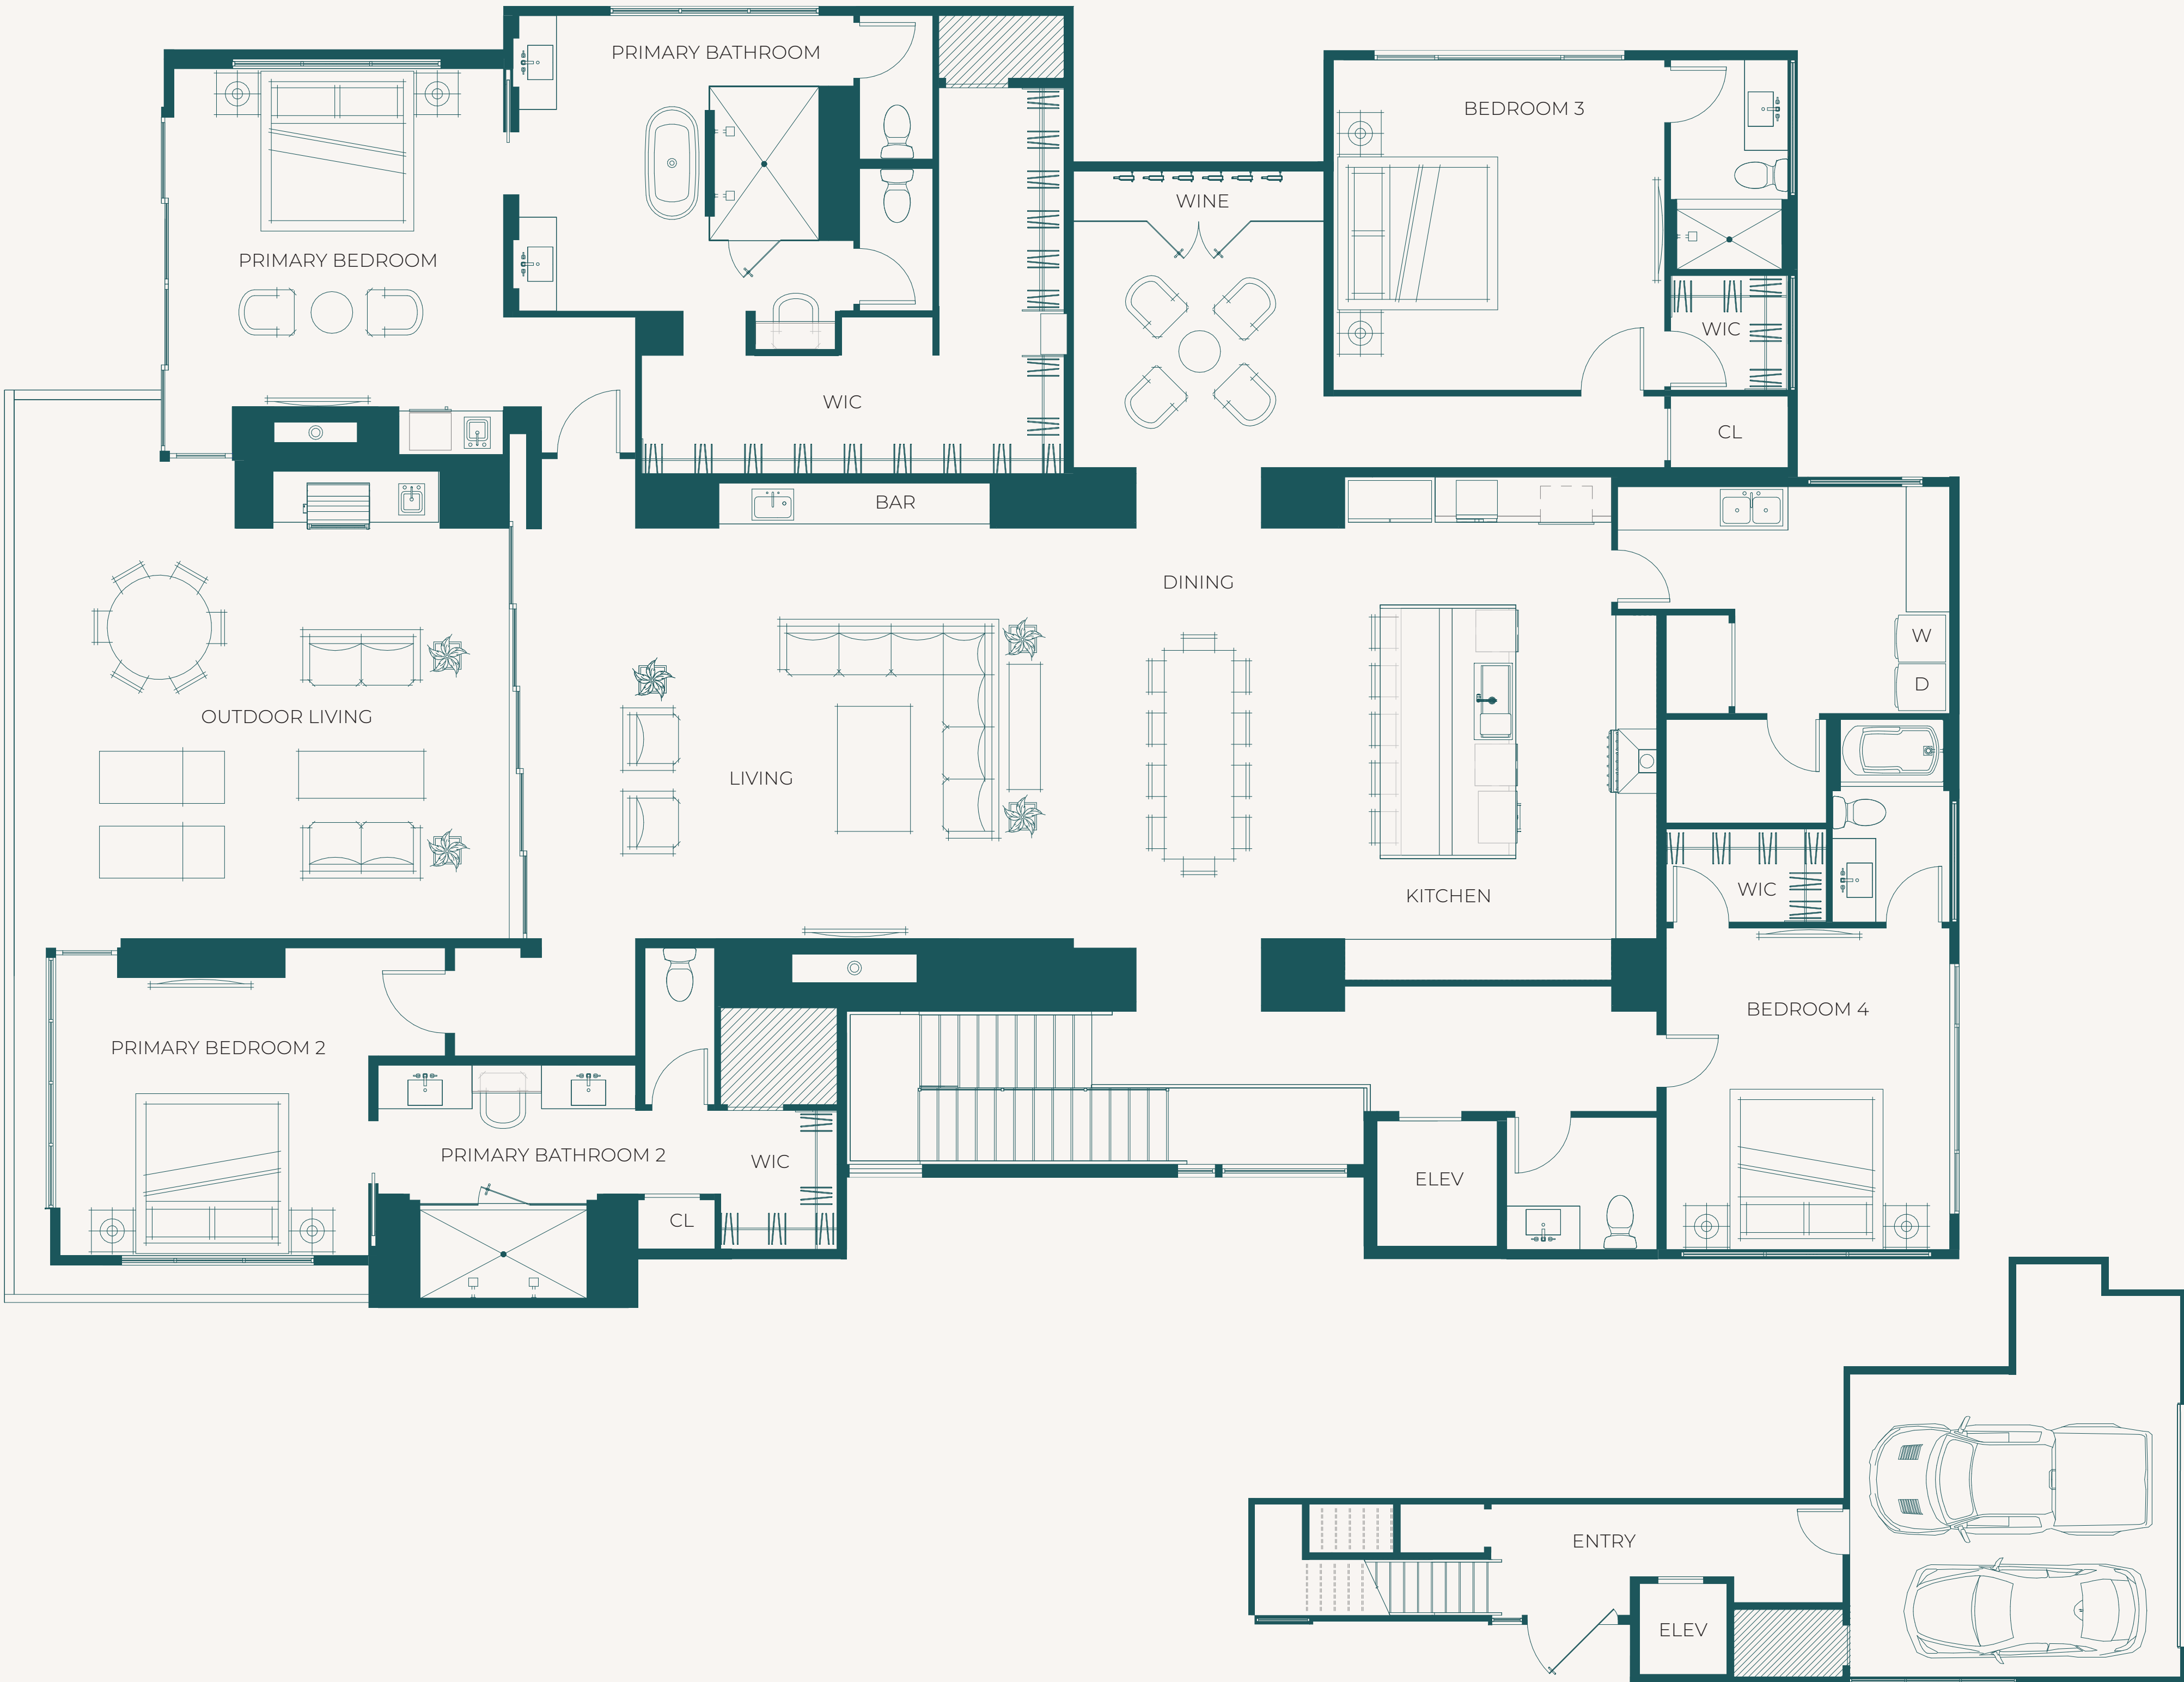 PRIMARY BATHROOM
BEDROOM 3
WINE
PRIMARY BEDROOM
WIC
WIC
CL
BAR
DINING
W
D
OUTDOOR LIVING
LIVING
KITCHEN
WIC
BEDROOM 4
PRIMARY BEDROOM 2
PRIMARY BATHROOM 2
WIC
ELEV
CL
ENTRY
ELEV